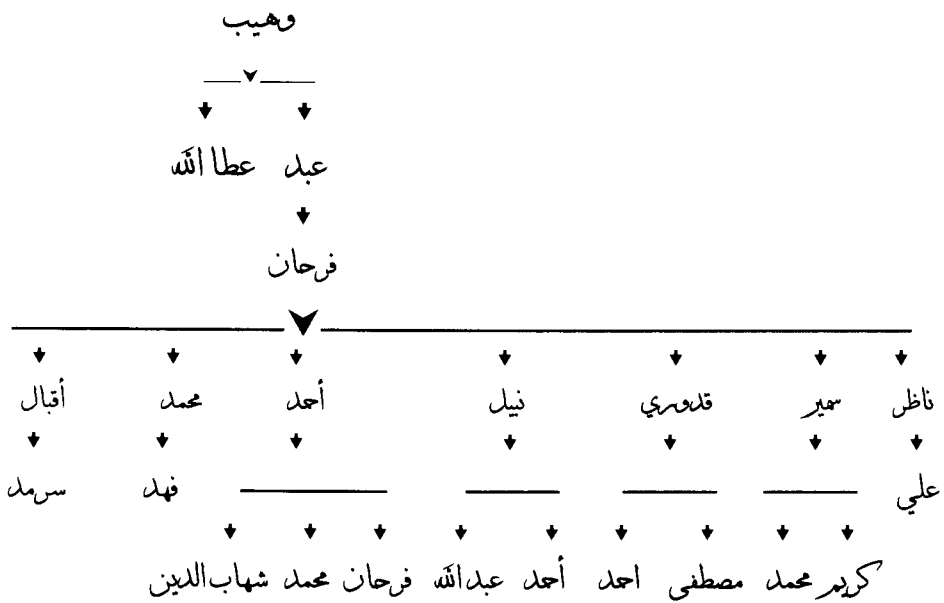 وهيب
عبد عطا الله
فرحان
ناظر سمير قدوري نبيل أحمد محمد أقبال
علي فهد سرمد
كريم محمد مصطفى احمد أحمد عبدالله فرحان محمد شهاب الدين